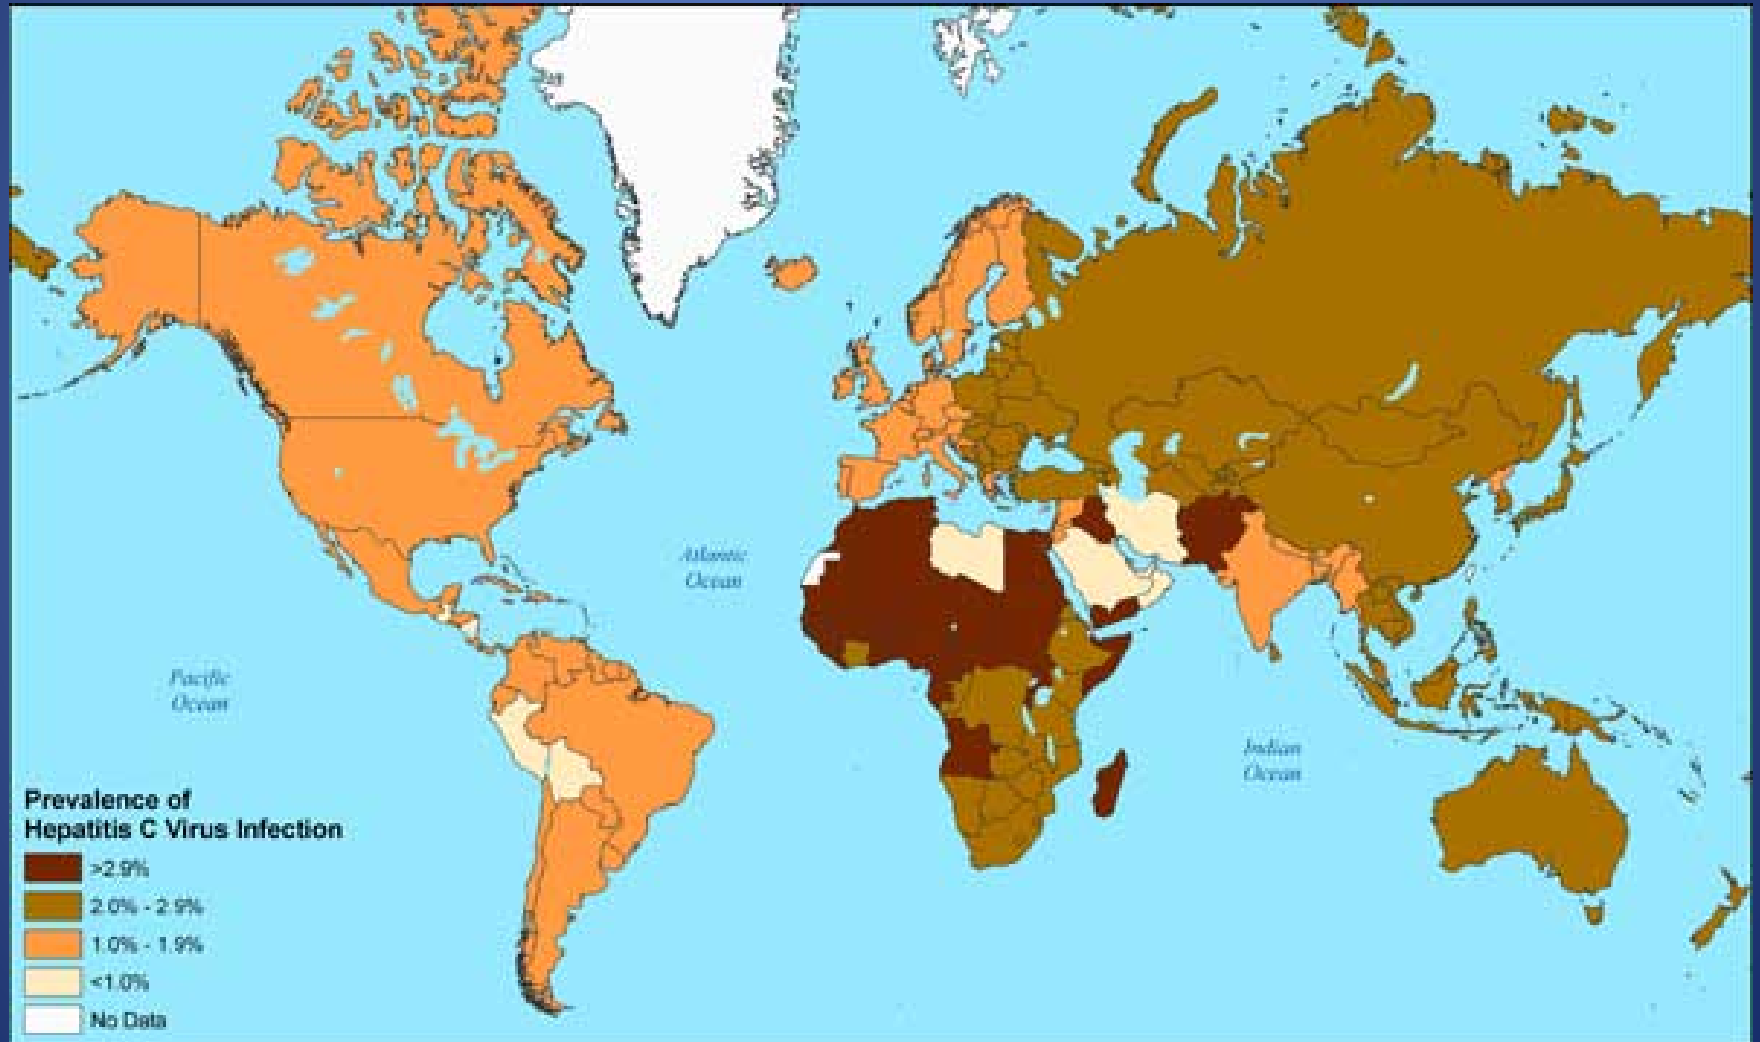 Atlantic
Ocean
Pacific
Ocean
Indian
Ocean
Prevalence of
Hepatitis C Virus Infection
>2.9%
2.0% - 2.9%
1.0% - 1.9%
<1.0%
No Data